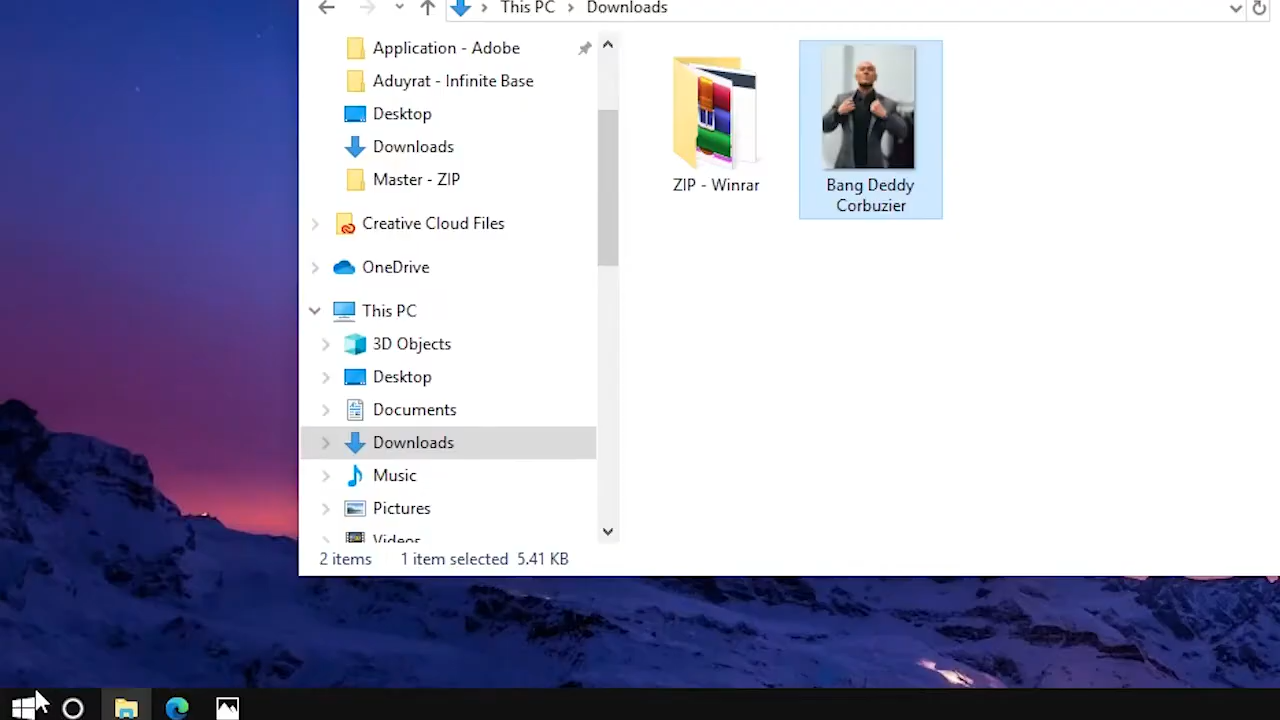 This PC
Downloads
Application - Adobe
Aduyrat - Infinite Base
Desktop
Downloads
Master - ZIP
Creative Cloud Files
OneDrive
This PC
3D Objects
Desktop
Documents
Downloads
Music
Pictures
Videos
ZIP - Winrar
Bang Deddy
Corbuzier
2 items
1 item selected 5.41 KB